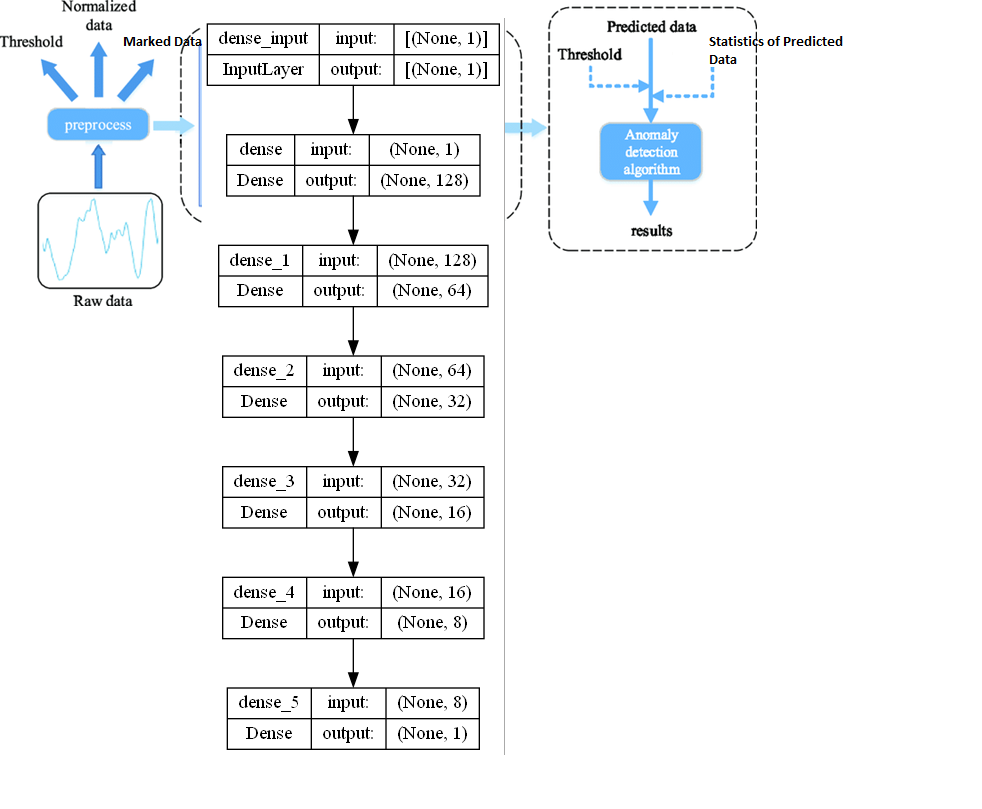 Normalized
data
Threshold
Marked Data
preprocess
Raw data
dense_input input: [(None, 1)]
InputLayer output: [(None, 1)]
dense input: (None, 1)
Dense output: (None, 128)
dense_1 input: (None, 128)
Dense output: (None, 64)
dense_2 input: (None, 64)
Dense output: (None, 32)
dense_3 input: (None, 32)
Dense output: (None, 16)
dense_4 input: (None, 16)
Dense output: (None, 8)
dense_5 input: (None, 8)
Dense output: (None, 1)
Predicted data
Threshold
Statistics of Predicted
Data
Anomaly
detection
algorithm
results